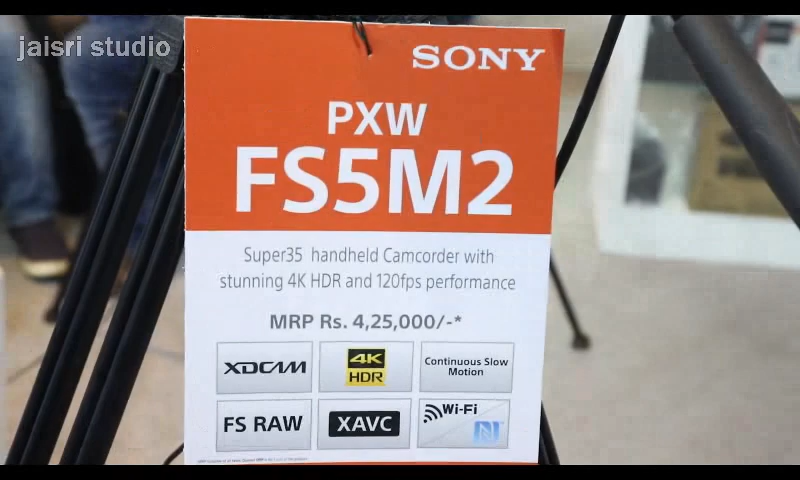 jaisri studio
SONY
PXW
FS5M2
Super35 handheld Camcorder with
stunning 4K HDR and 120fps performance
MRP Rs. 4,25,000/-*
XDCAM
4K
HDR
Continuous Slow
Motion
FS RAW
XAVC
Wi-Fi
N